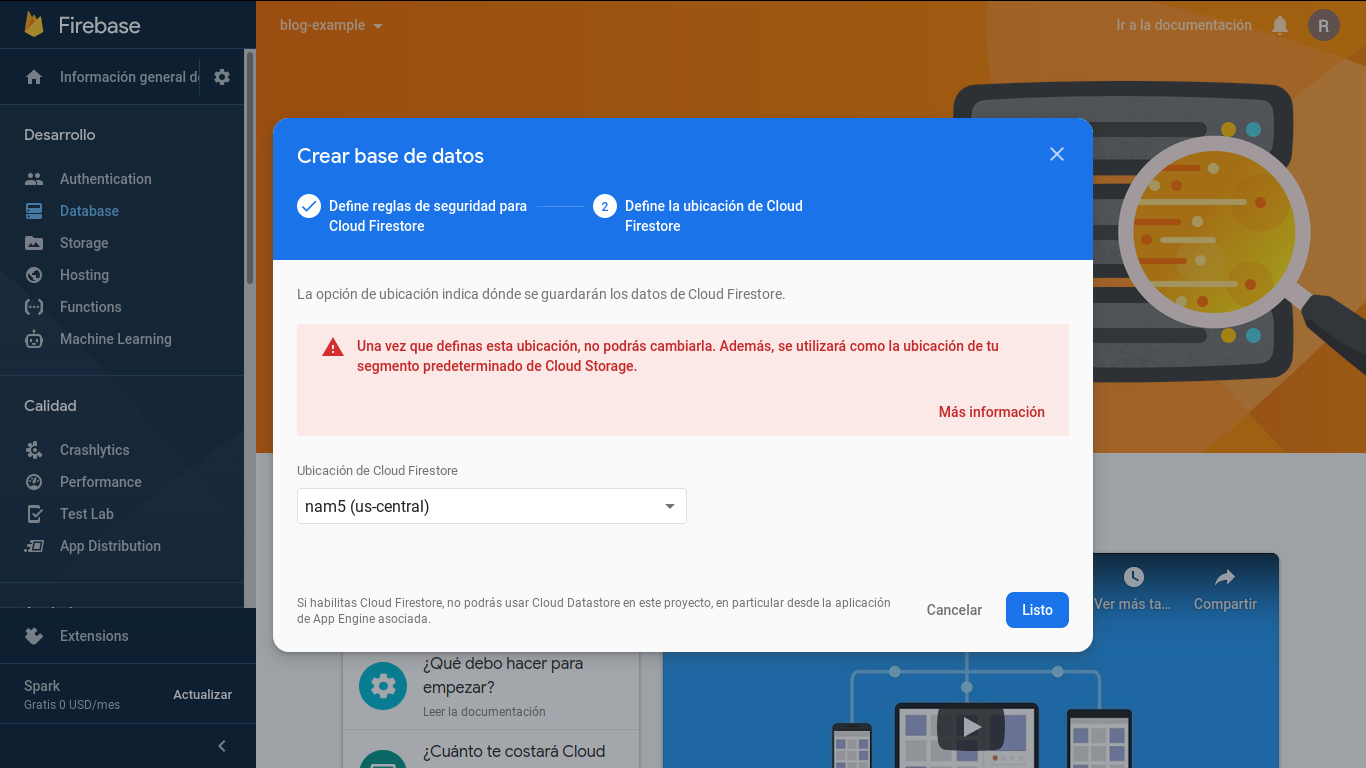 Firebase
blog-example
Ir a la documentación
R
Información general d
Desarrollo
Authentication
Database
Storage
Hosting
Functions
Machine Learning
Calidad
Crashlytics
Performance
Test Lab
App Distribution
Extensions
Spark
Gratis 0 USD/mes
Actualizar
Crear base de datos
Define reglas de seguridad para
Cloud Firestore
2
Define la ubicación de Cloud
Firestore
La opción de ubicación indica dónde se guardarán los datos de Cloud Firestore.
Una vez que definas esta ubicación, no podrás cambiarla. Además, se utilizará como la ubicación de tu
segmento predeterminado de Cloud Storage.
Más información
Ubicación de Cloud Firestore
nam5 (us-central)
Si habilitas Cloud Firestore, no podrás usar Cloud Datastore en este proyecto, en particular desde la aplicación
de App Engine asociada.
Cancelar
Listo
Ver más ta...
Compartir
¿Qué debo hacer para
empezar?
Leer la documentación
¿Cuánto te costará Cloud